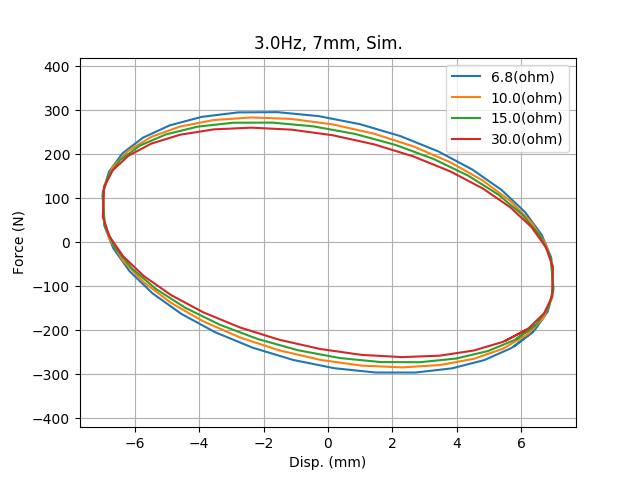 3.0Hz, 7mm, Sim.
400
300
200
100
0
−100
−200
−300
−400
Force (N)
6.8(ohm)
10.0(ohm)
15.0(ohm)
30.0(ohm)
−6 −4 −2 0 2 4 6
Disp. (mm)